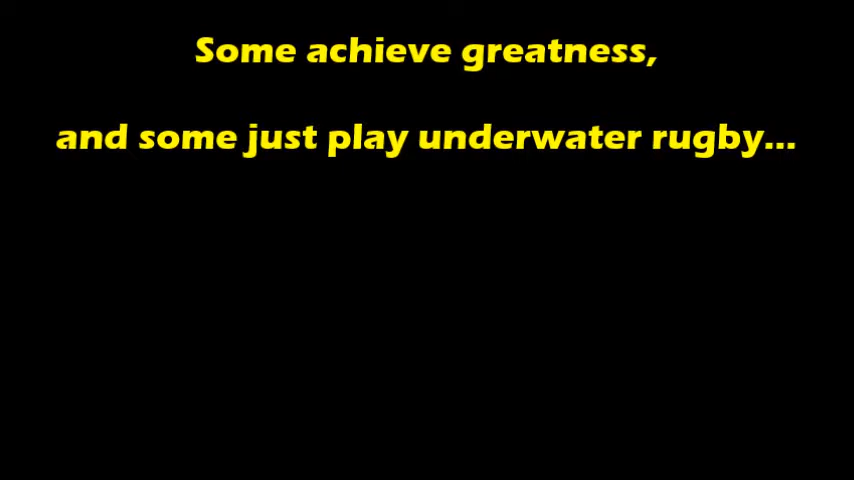 Some achieve greatness,
and some just play underwater rugby...